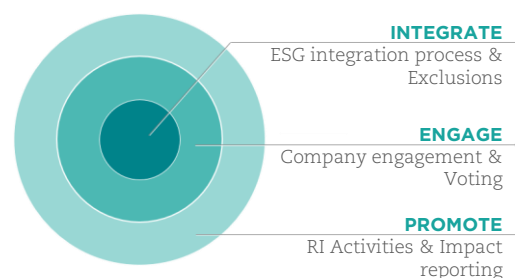 INTEGRATE
ESG integration process &
Exclusions
ENGAGE
Company engagement &
Voting
PROMOTE
RI Activities & Impact
reporting